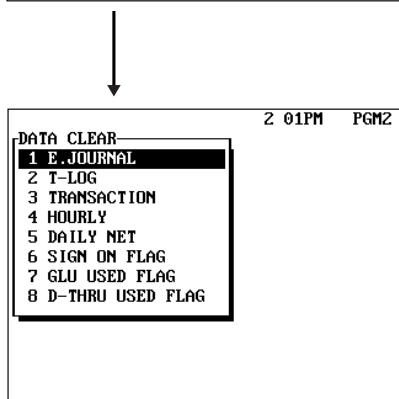 2 01PM PGM2
DATA CLEAR
1 E.JOURNAL
2 T-LOG
3 TRANSACTION
4 HOURLY
5 DAILY NET
6 SIGN ON FLAG
7 GLU USED FLAG
8 D-THRU USED FLAG